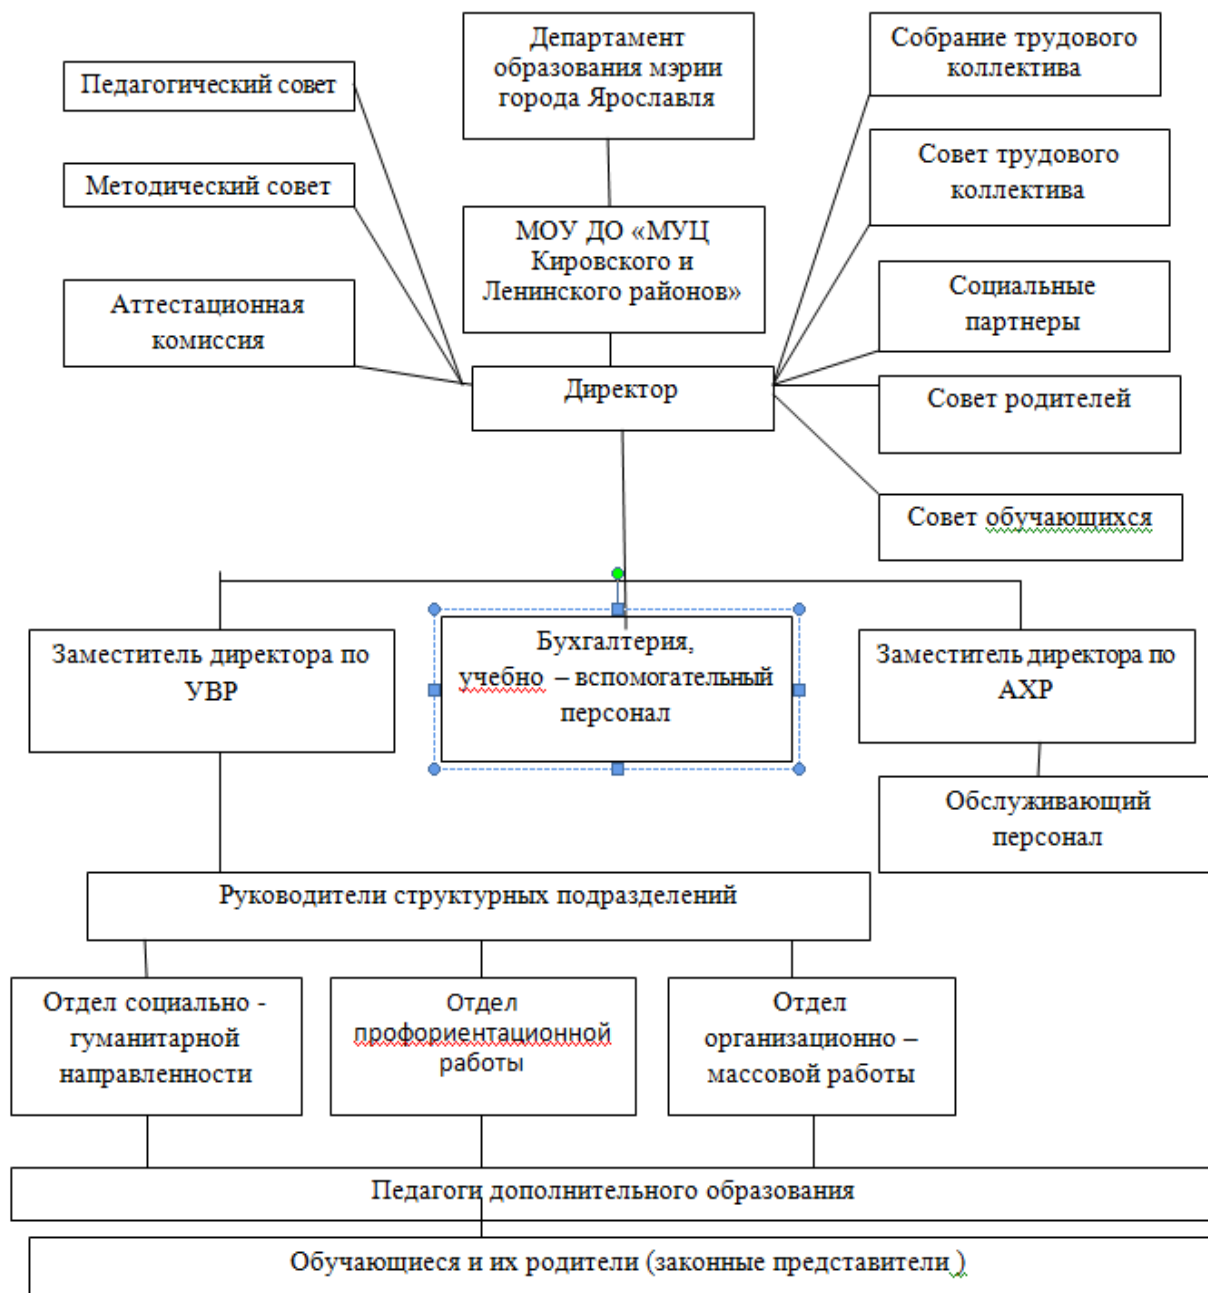 Департамент
образования мэрии
города Ярославля
Собрание трудового
коллектива
Педагогический совет
Методический совет
Совет трудового
коллектива
МОУ ДО «МУЦ
Кировского и
Ленинского районов»
Аттестационная
комиссия
Социальные
партнеры
Директор
Совет родителей
Совет обучающихся
Заместитель директора по
УВР
Бухгалтерия,
учебно – вспомогательный
персонал
Заместитель директора по
АХР
Обслуживающий
персонал
Руководители структурных подразделений
Отдел социально -
гуманитарной
направленности
Отдел
профориентационной
работы
Отдел
организационно –
массовой работы
Педагоги дополнительного образования
Обучающиеся и их родители (законные представители )